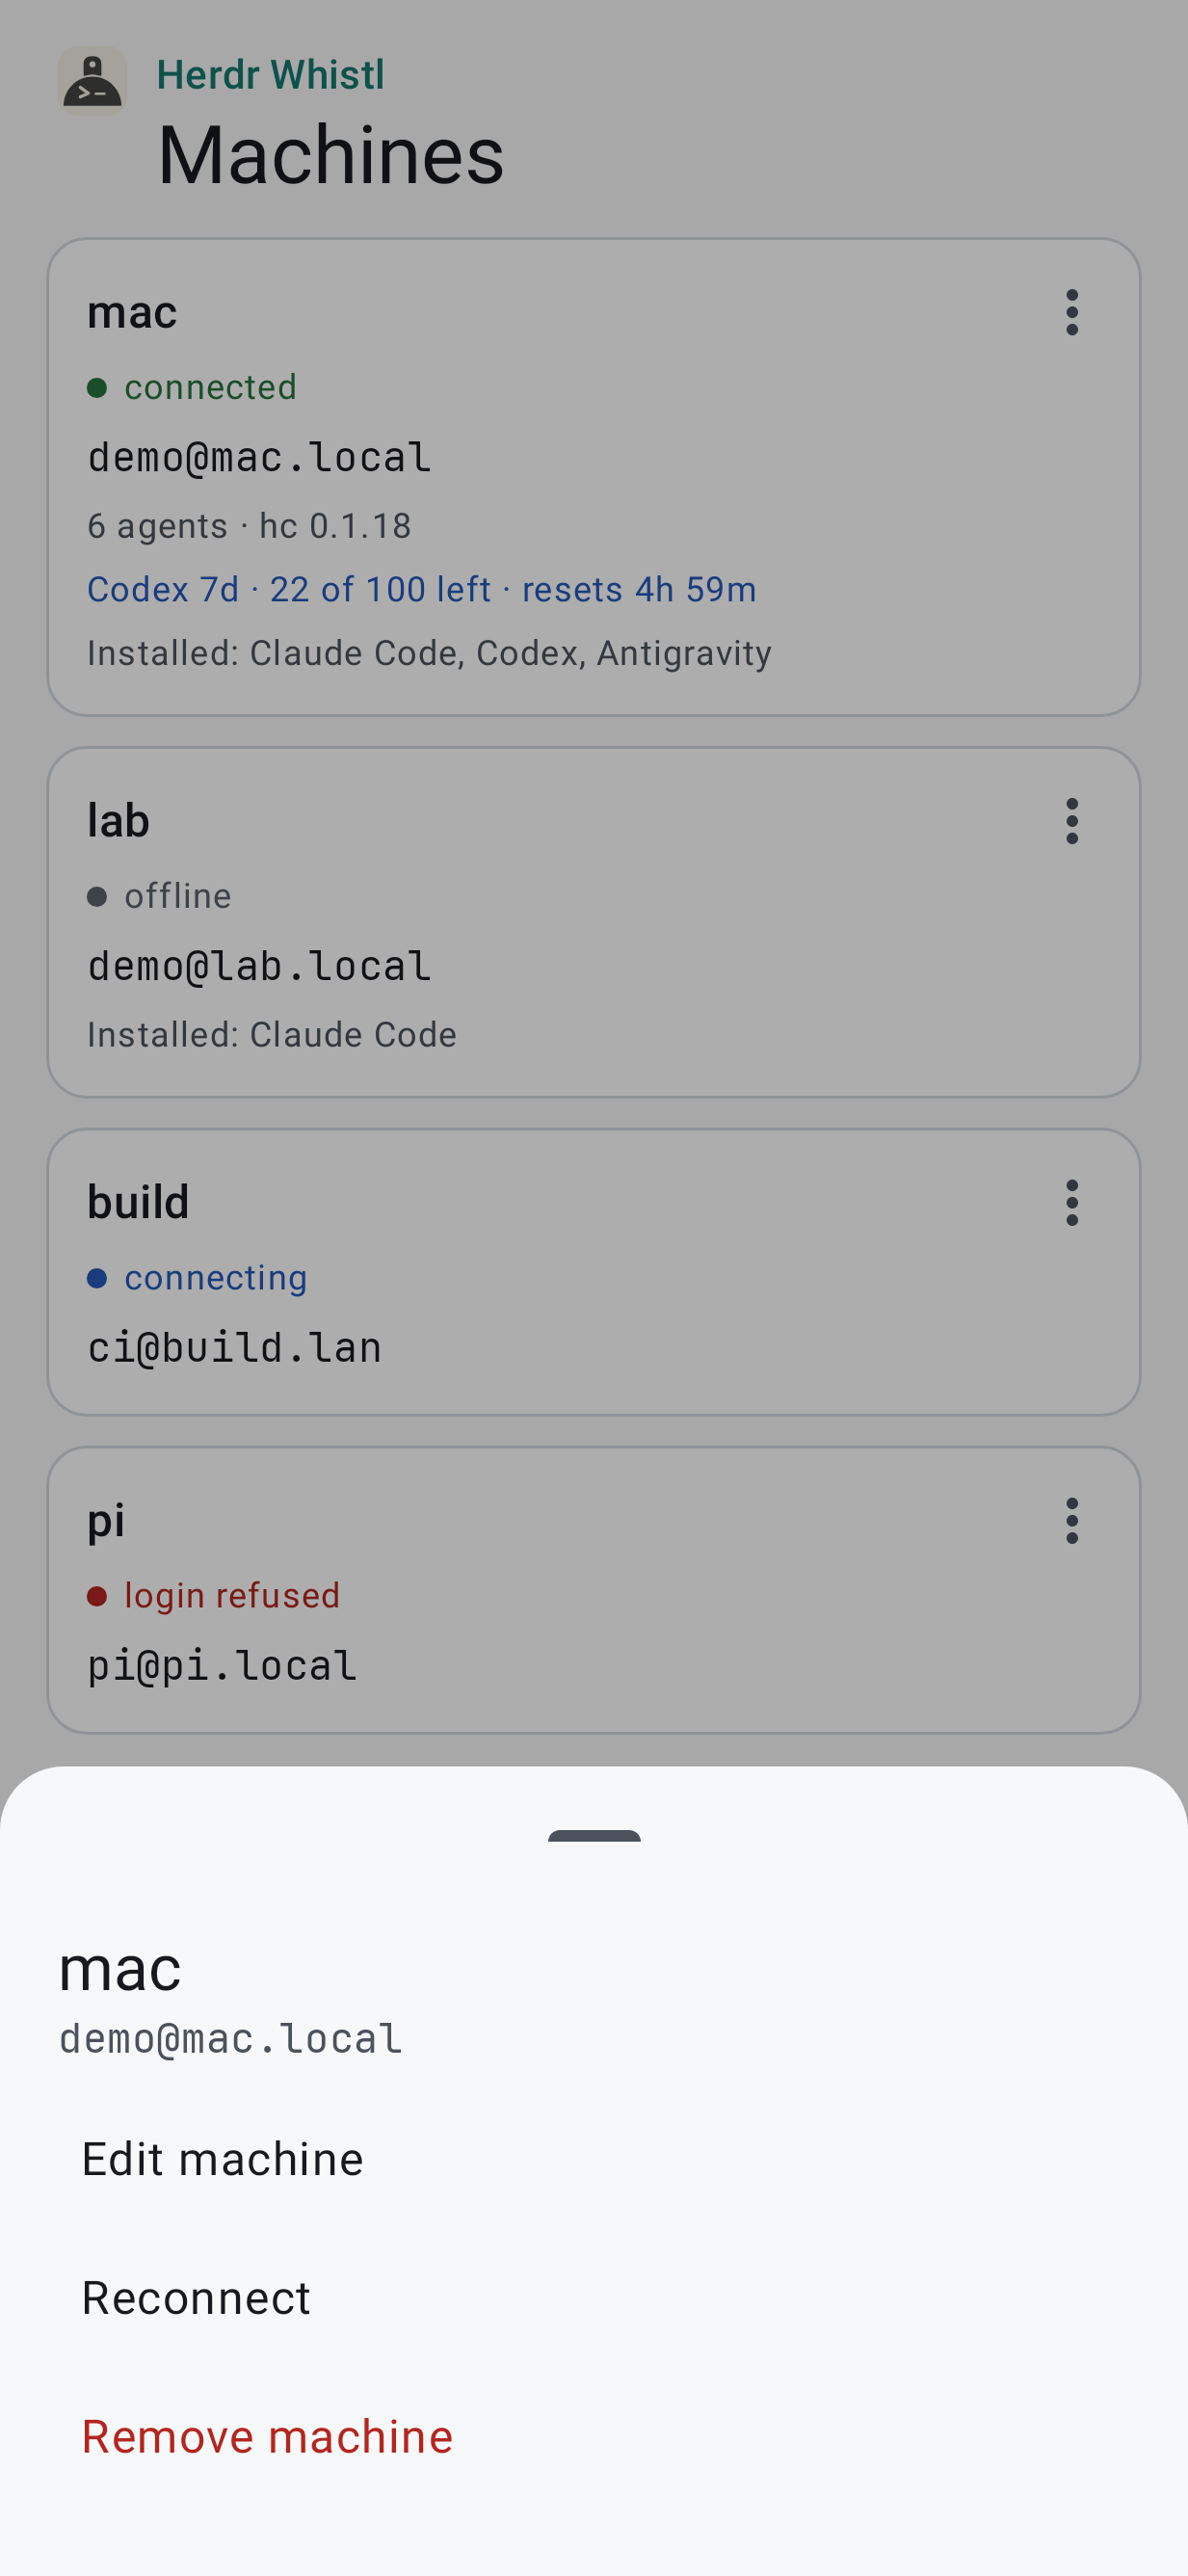 Herdr Whistl
Machines
mac
connected
demo@mac.local
6 agents · hc 0.1.18
Codex 7d · 22 of 100 left · resets 4h 59m
Installed: Claude Code, Codex, Antigravity
lab
offline
demo@lab.local
Installed: Claude Code
build
connecting
ci@build.lan
pi
login refused
pi@pi.local
mac
demo@mac.local
Edit machine
Reconnect
Remove machine